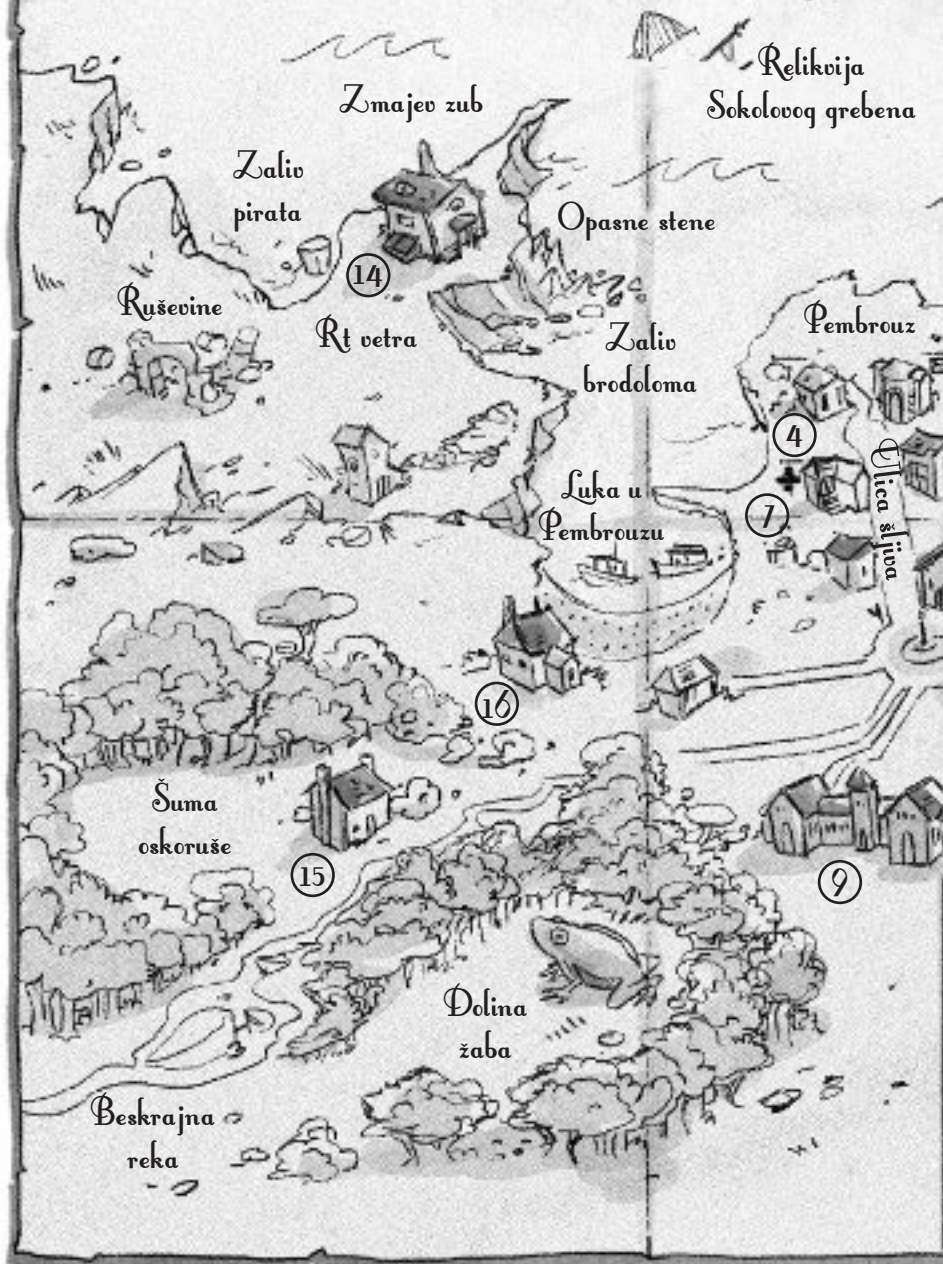 Relikvija
Sokolovog grebena
Zmajev zub
Zaliv
pirata
Opasne stene
14
Ruševine
Rt vetra
Zaliv
brodoloma
Pembrouz
4
Ulica šljiva
Luka u
Pembrouzu
7
16
Šuma
oskoruše
15
9
Dolina
žaba
Beskrajna
reka